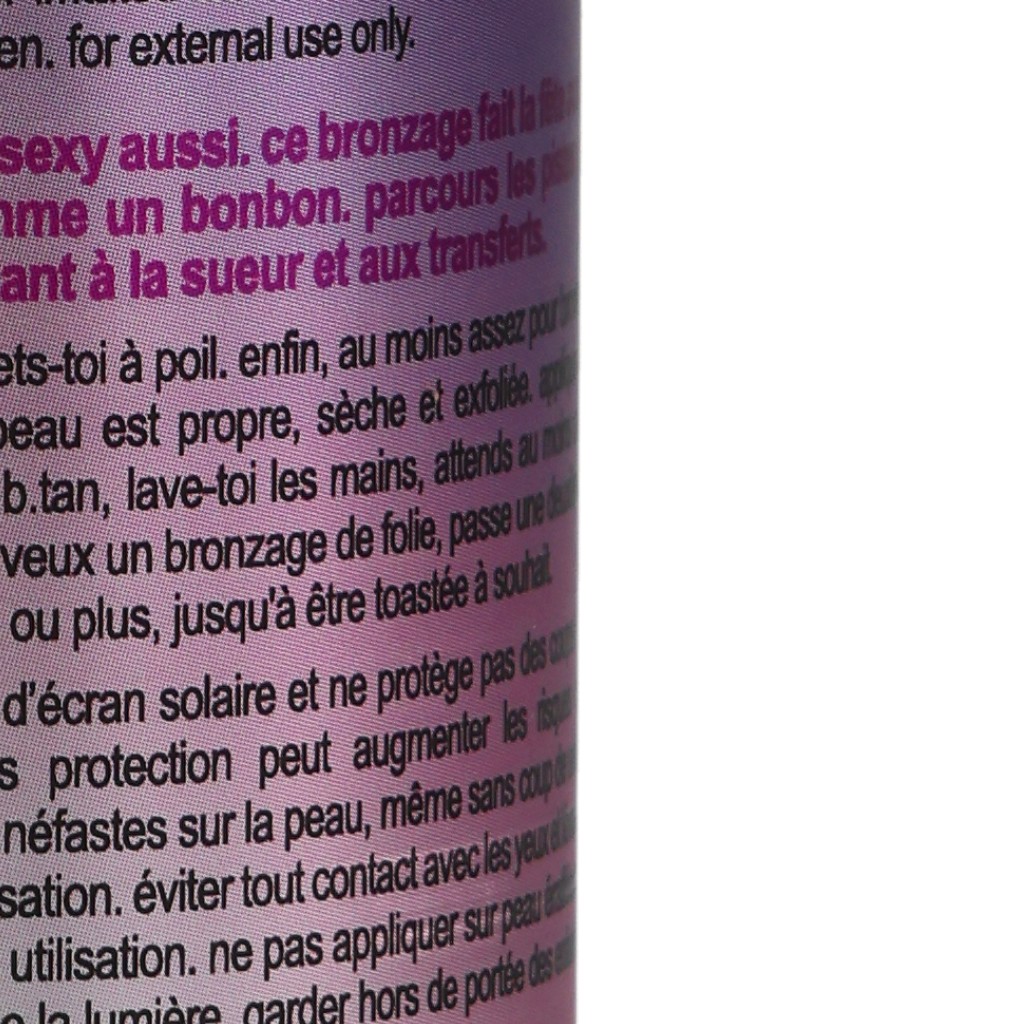 en. for external use only.
sexy aussi. ce bronzage fait la
mme un bonbon. parcours les
ant à la sueur et aux transferts.
ets-toi à poil. enfin, au moins assez pour
peau est propre, sèche et exfoliée.
b.tan, lave-toi les mains, attends au
veux un bronzage de folie, passe une
ou plus, jusqu'à être toastée à souhait.
d'écran solaire et ne protège pas des
s protection peut augmenter les
néfastes sur la peau, même sans coup
sation. éviter tout contact avec les yeux
utilisation. ne pas appliquer sur peau
la lumière. garder hors de portée des